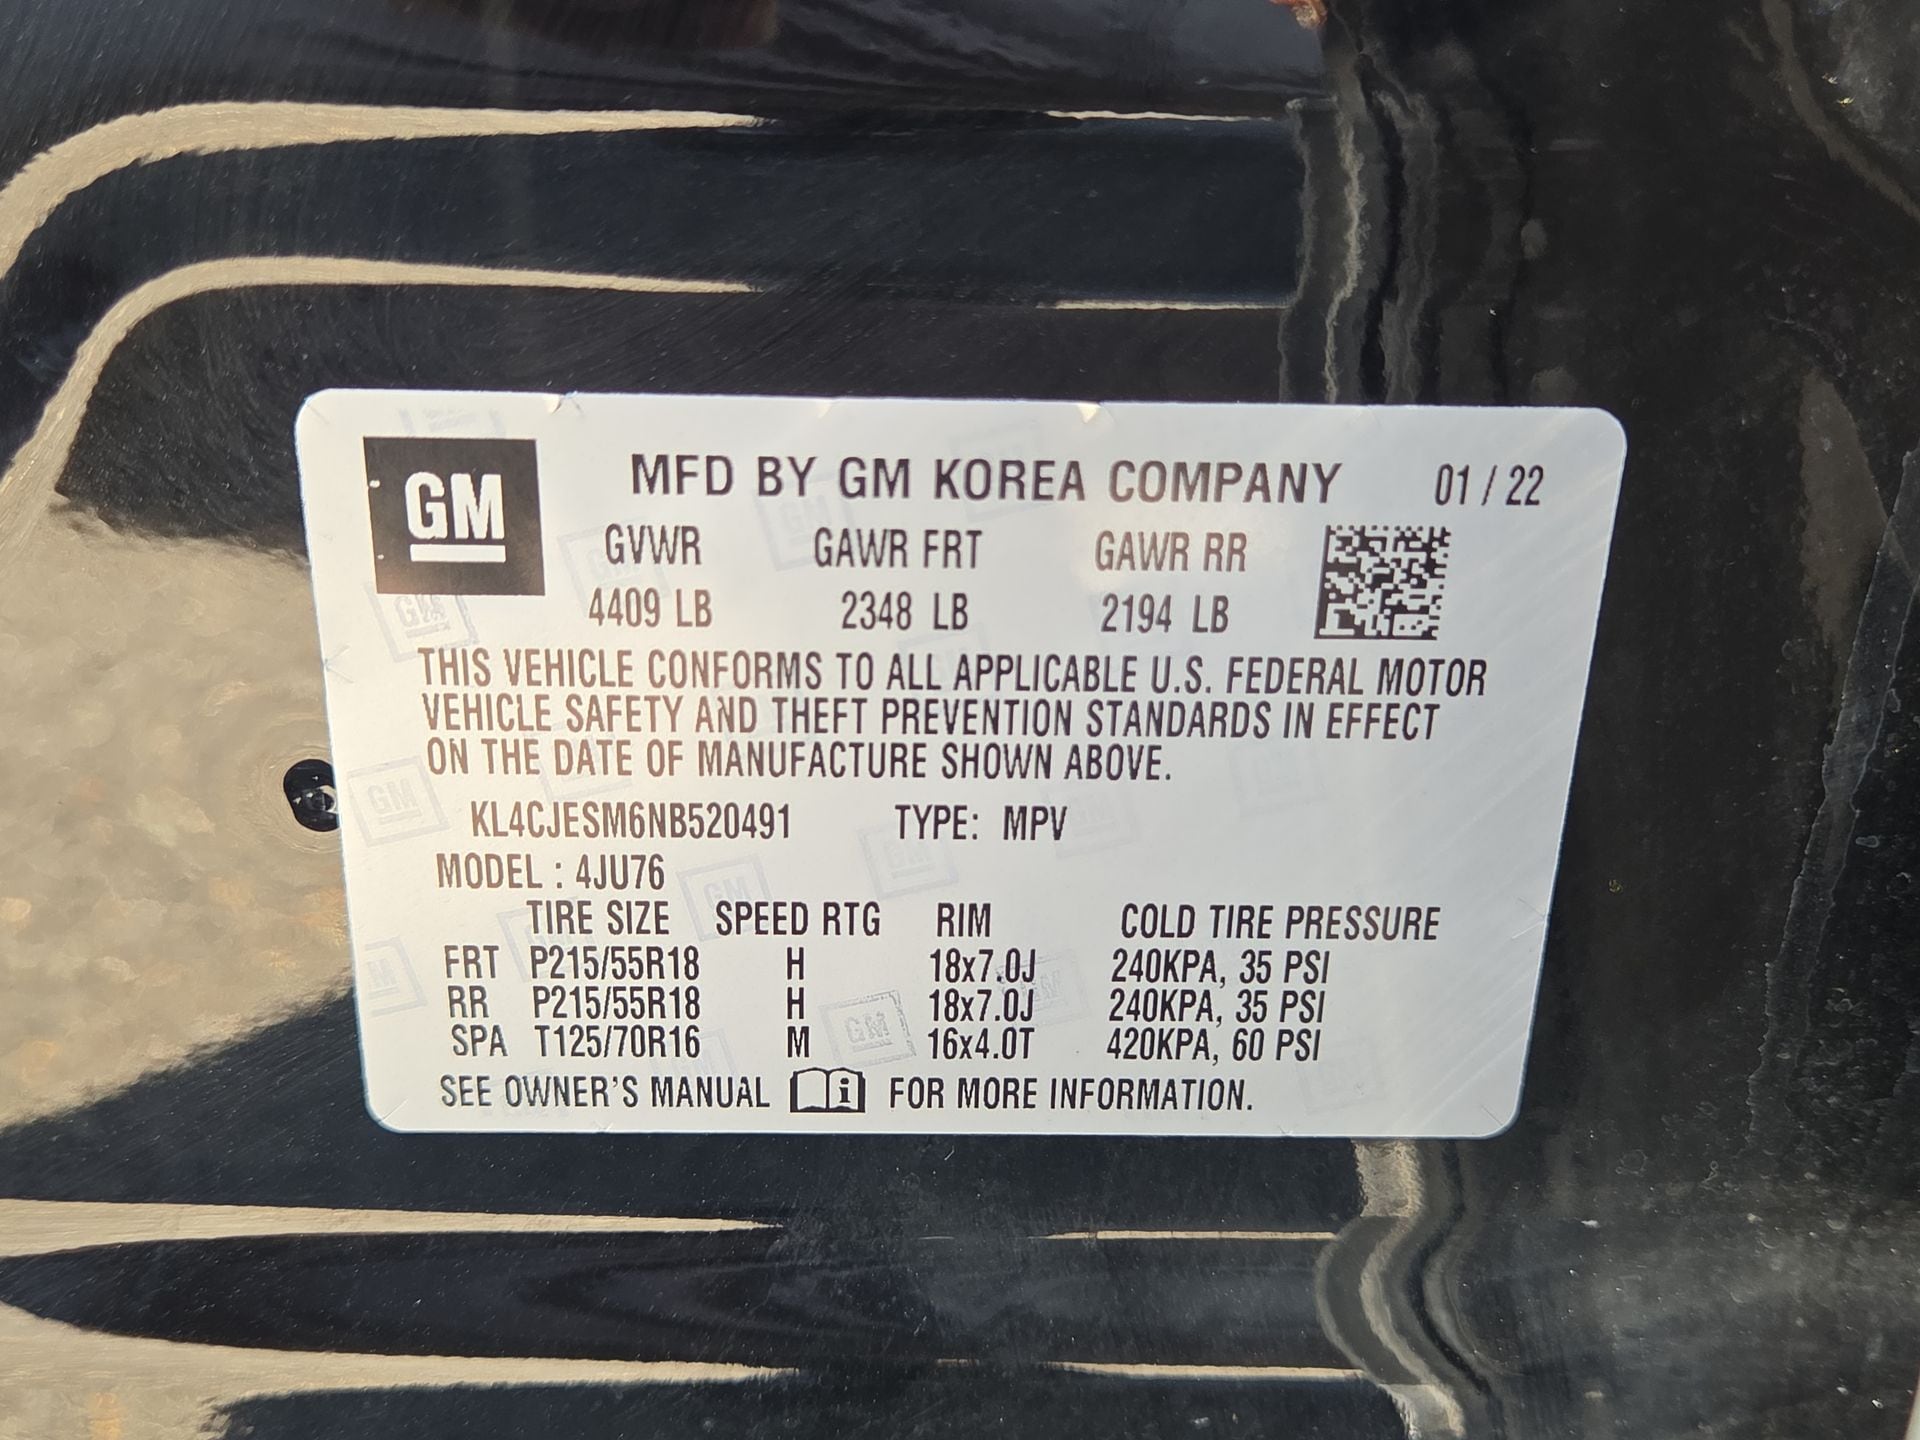 GM
MFD BY GM KOREA COMPANY 01 / 22
GVWR GAWR FRT GAWR RR
4409 LB 2348 LB 2194 LB
THIS VEHICLE CONFORMS TO ALL APPLICABLE U.S. FEDERAL MOTOR
VEHICLE SAFETY AND THEFT PREVENTION STANDARDS IN EFFECT
ON THE DATE OF MANUFACTURE SHOWN ABOVE.
KL4CJESM6NB520491 TYPE: MPV
MODEL : 4JU76
TIRE SIZE SPEED RTG RIM COLD TIRE PRESSURE
FRT P215/55R18 H 18x7.0J 240KPA, 35 PSI
RR P215/55R18 H 18x7.0J 240KPA, 35 PSI
SPA T125/70R16 M 16x4.0T 420KPA, 60 PSI
SEE OWNER'S MANUAL i FOR MORE INFORMATION.